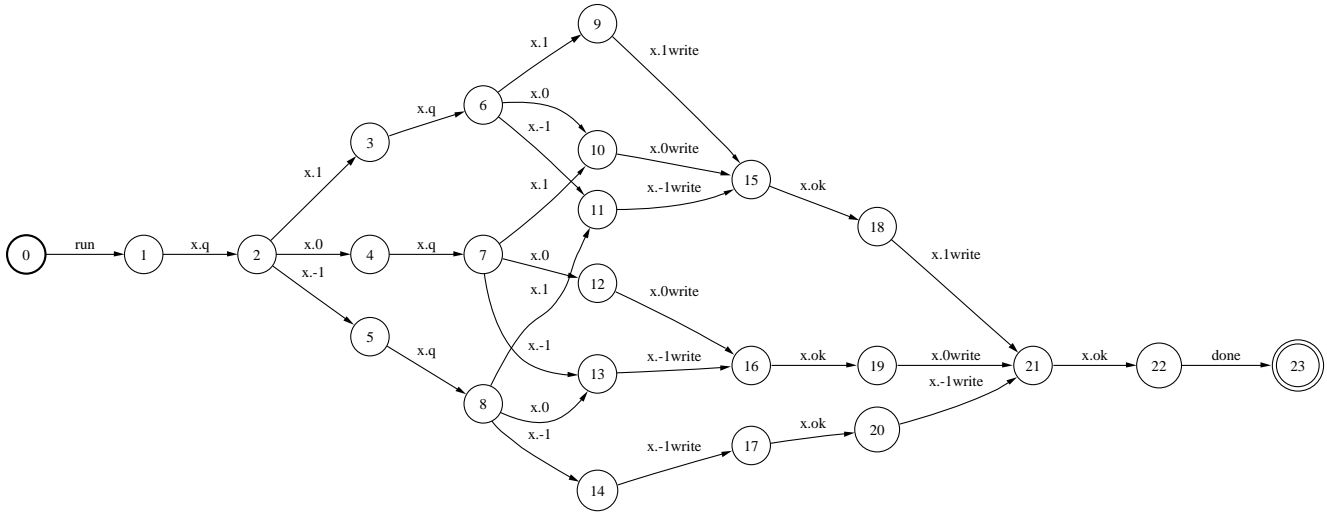 9
x.1
x.1write
x.q
6
x.0
3
x.-1
10
x.0write
x.1
15
x.ok
x.1
11
x.-1write
18
0
run
1
x.q
2
x.0
4
x.q
7
x.0
x.1write
x.-1
12
x.1
x.0write
5
x.q
x.-1
13
x.-1write
16
x.ok
19
x.0write
21
x.ok
22
done
23
x.-1write
8
x.0
x.-1
x.-1write
17
x.ok
20
14